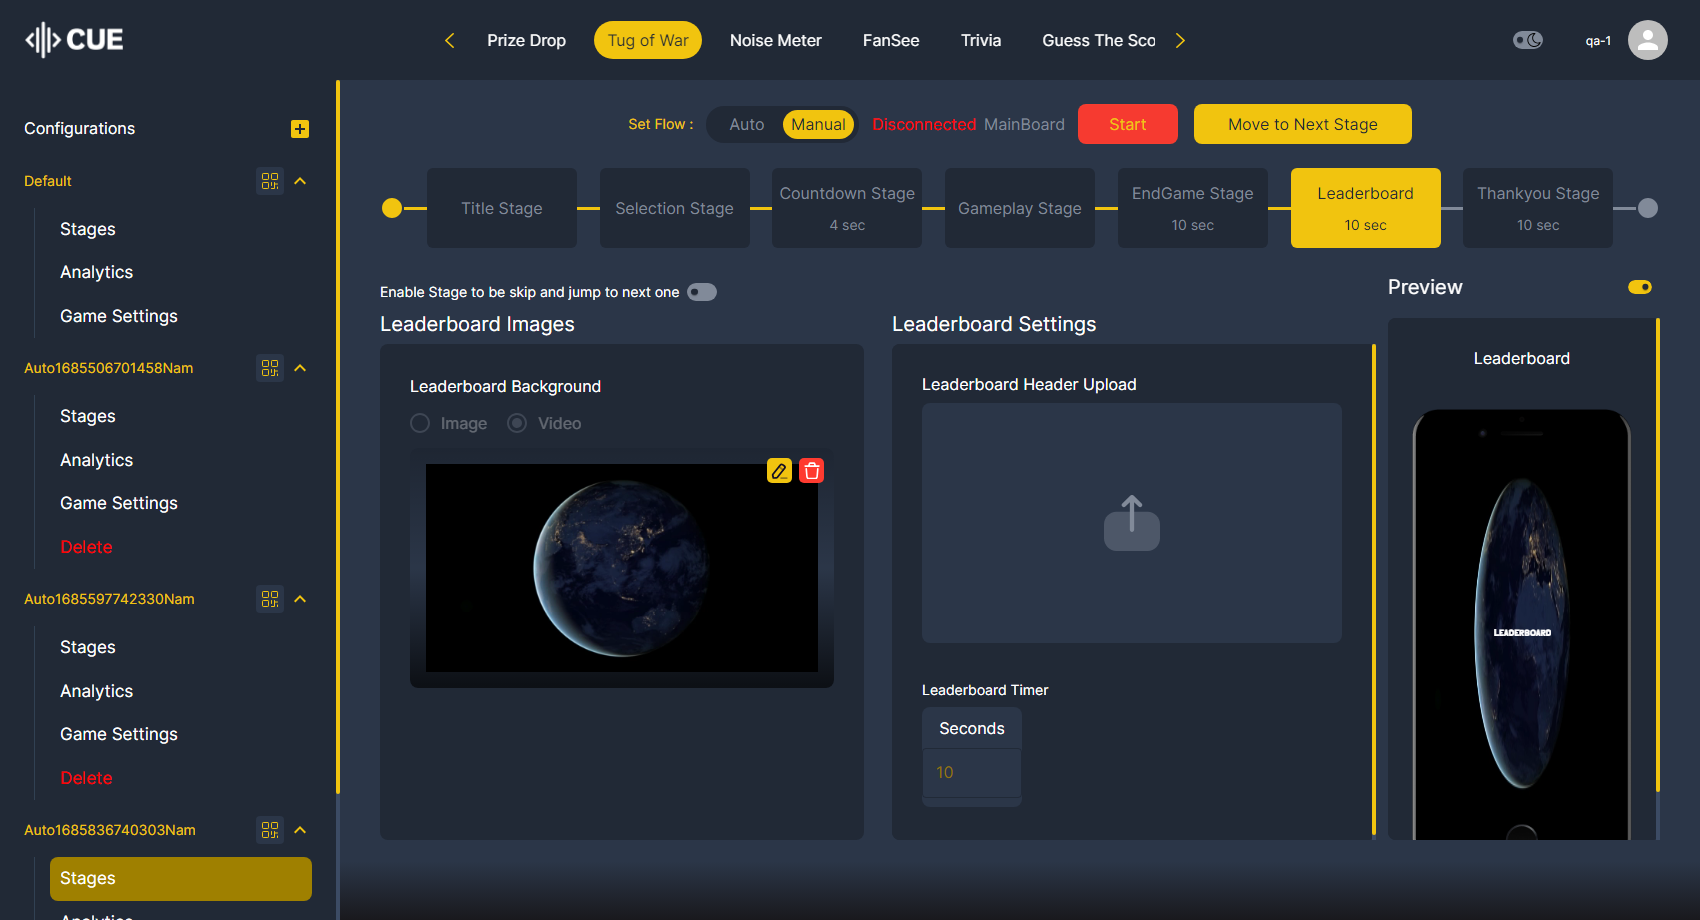 CUE
Prize Drop
Tug of War
Noise Meter
FanSee
Trivia
Guess The Sco
qa-1
Configurations
Default
Stages
Analytics
Game Settings
Auto1685506701458Nam
Stages
Analytics
Game Settings
Delete
Auto1685597742330Nam
Stages
Analytics
Game Settings
Delete
Auto1685836740303Nam
Stages
Analytics
Set Flow :
Auto
Manual
Disconnected MainBoard
Start
Move to Next Stage
Title Stage
Selection Stage
Countdown Stage
4 sec
Gameplay Stage
EndGame Stage
10 sec
Leaderboard
10 sec
Thankyou Stage
10 sec
Enable Stage to be skip and jump to next one
Leaderboard Images
Leaderboard Background
Image
Video
Leaderboard Settings
Leaderboard Header Upload
Leaderboard Timer
Seconds
10
Preview
Leaderboard
LEADERBOARD